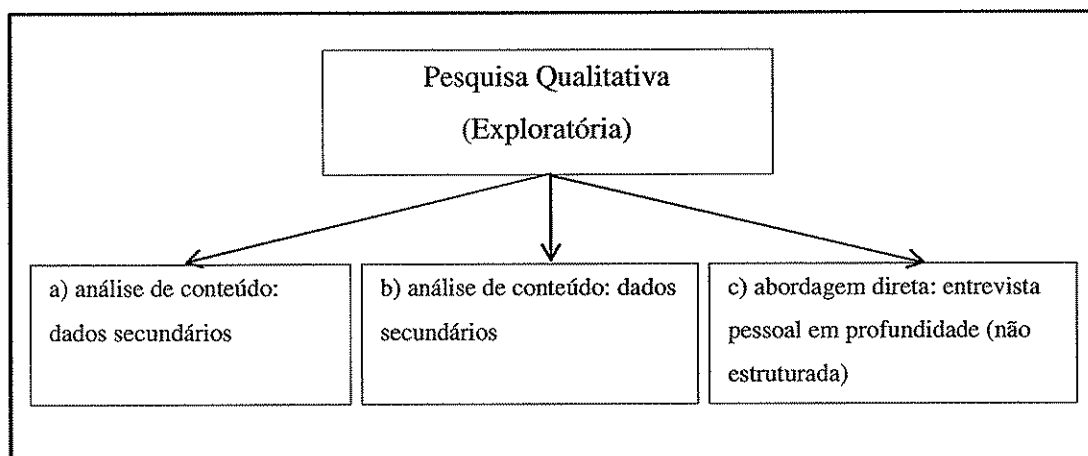 Pesquisa Qualitativa
(Exploratória)
a) análise de conteúdo:
dados secundários
b) análise de conteúdo: dados
secundários
c) abordagem direta: entrevista
pessoal em profundidade (não
estruturada)